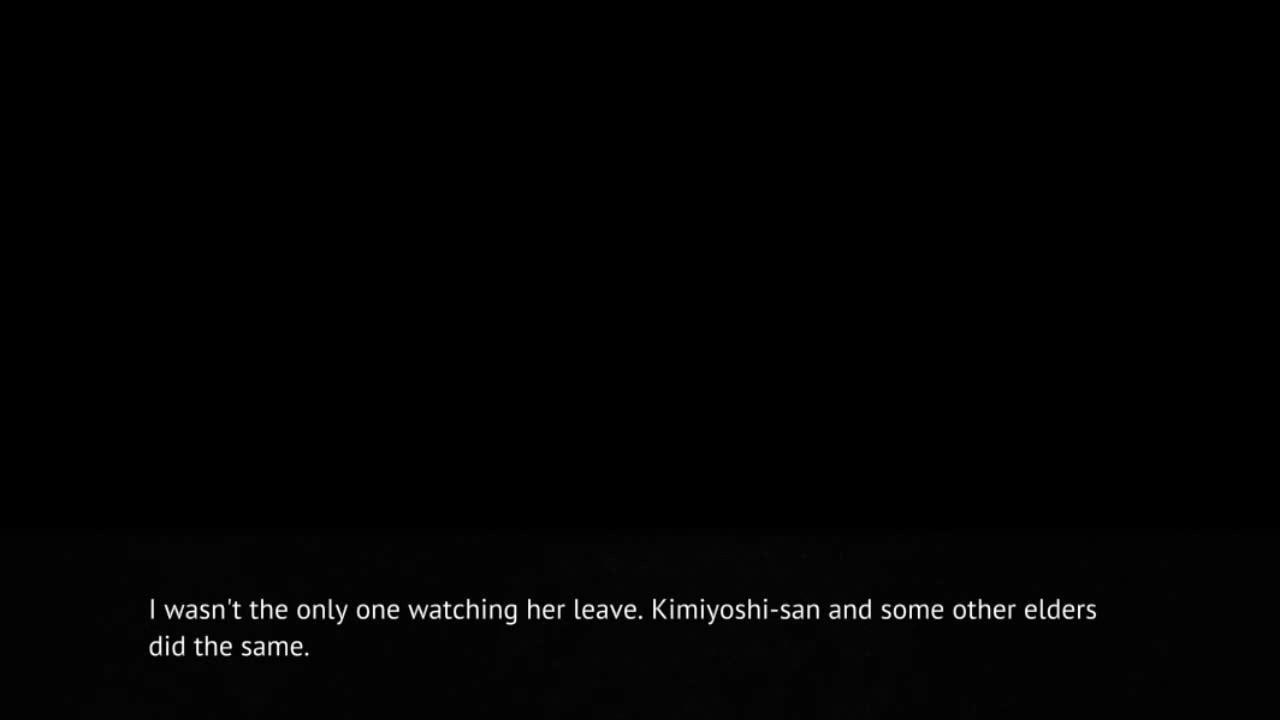 I wasn't the only one watching her leave. Kimiyoshi-san and some other elders
did the same.